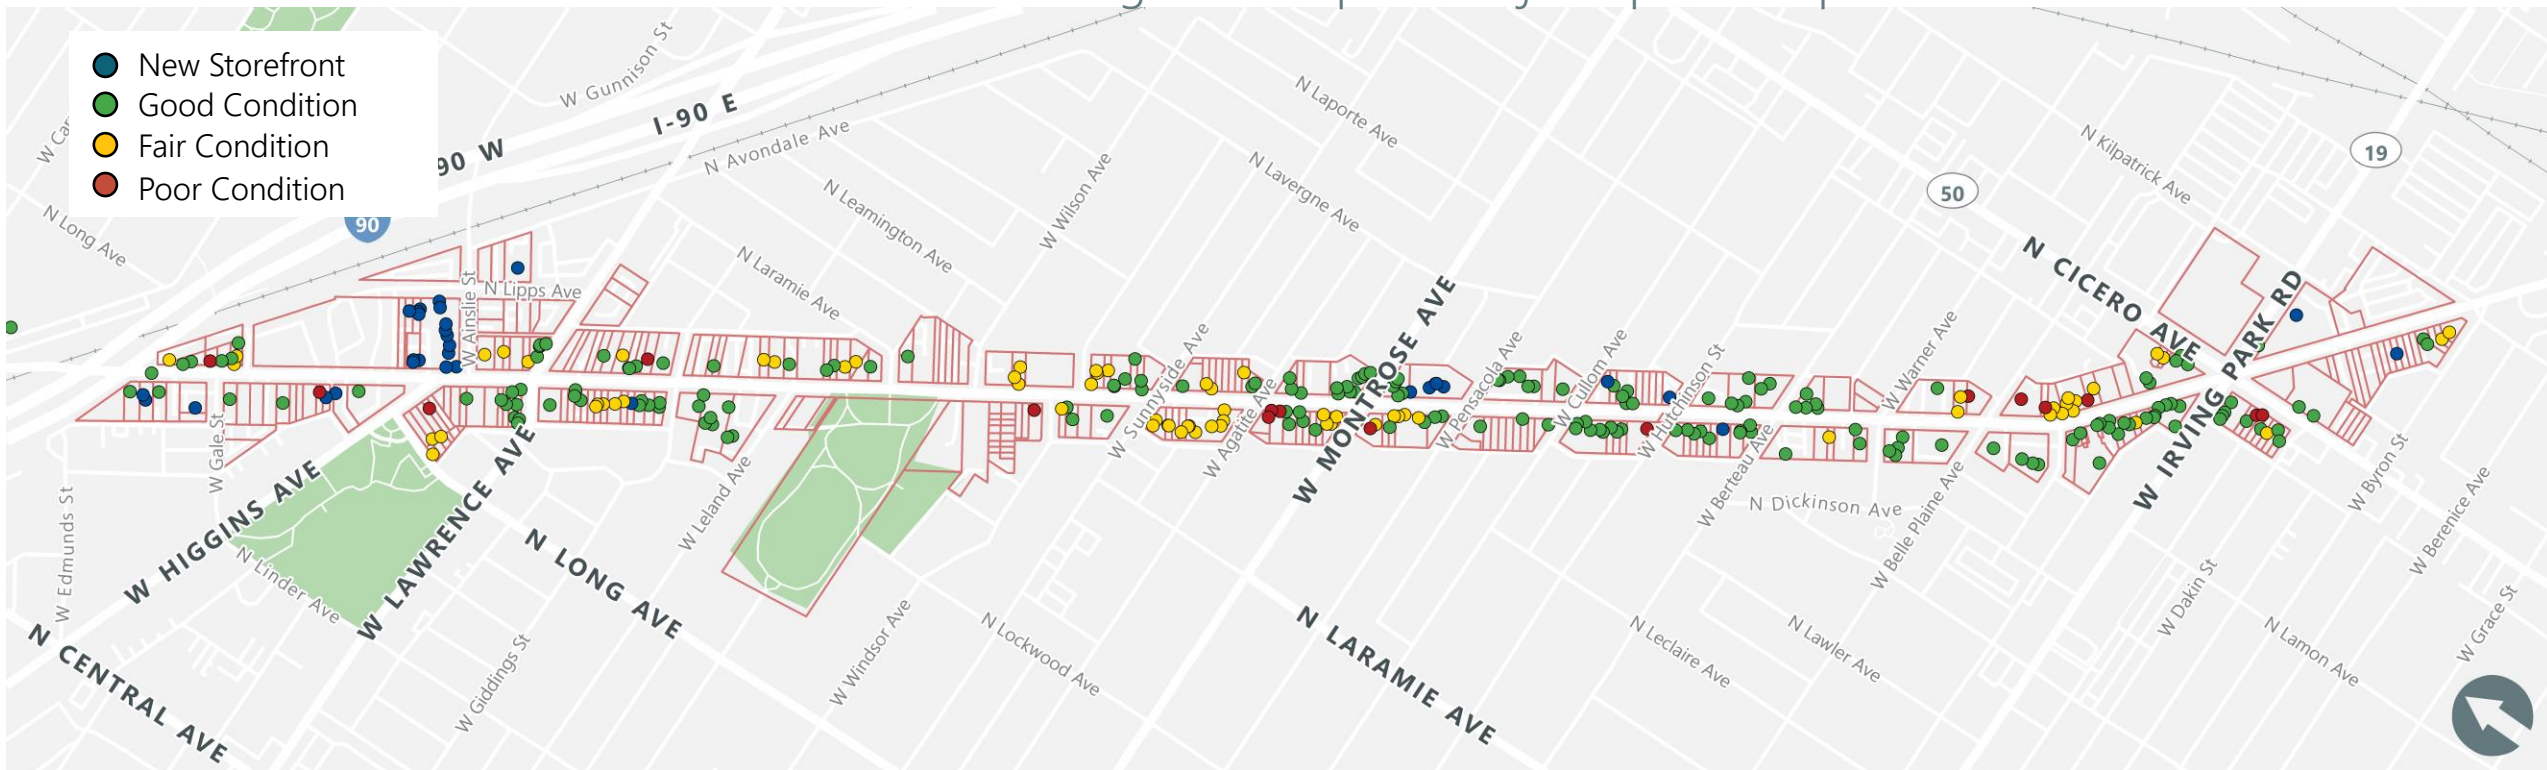 New Storefront
Good Condition
Fair Condition
Poor Condition
W Gunnison St
I-90 E
90 W
90
N Avondale Ave
N Long Ave
N Leamington Ave
N Laramie Ave
W Wilson Ave
N Laporte Ave
N Lavergne Ave
50
19
N Kilpatrick Ave
N CICERO AVE
W IRVING PARK RD
N Lipps Ave
W Ainslie St
W Gale St
W Edmunds St
W HIGGINS AVE
N Linder Ave
W LAWRENCE AVE
N CENTRAL AVE
W Giddings St
N LONG AVE
W Leland Ave
W Windsor Ave
N Lockwood Ave
W Sunnyside Ave
W Agatite Ave
W MONTROSE AVE
W Pensacola Ave
W Cullom Ave
W Hutchinson St
W Berteau Ave
W Warner Ave
N Dickinson Ave
W Belle Plaine Ave
N LARAMIE AVE
N Leclaire Ave
N Lawler Ave
W Dakin St
N Lamon Ave
W Byron St
W Berenice Ave
W Grace St